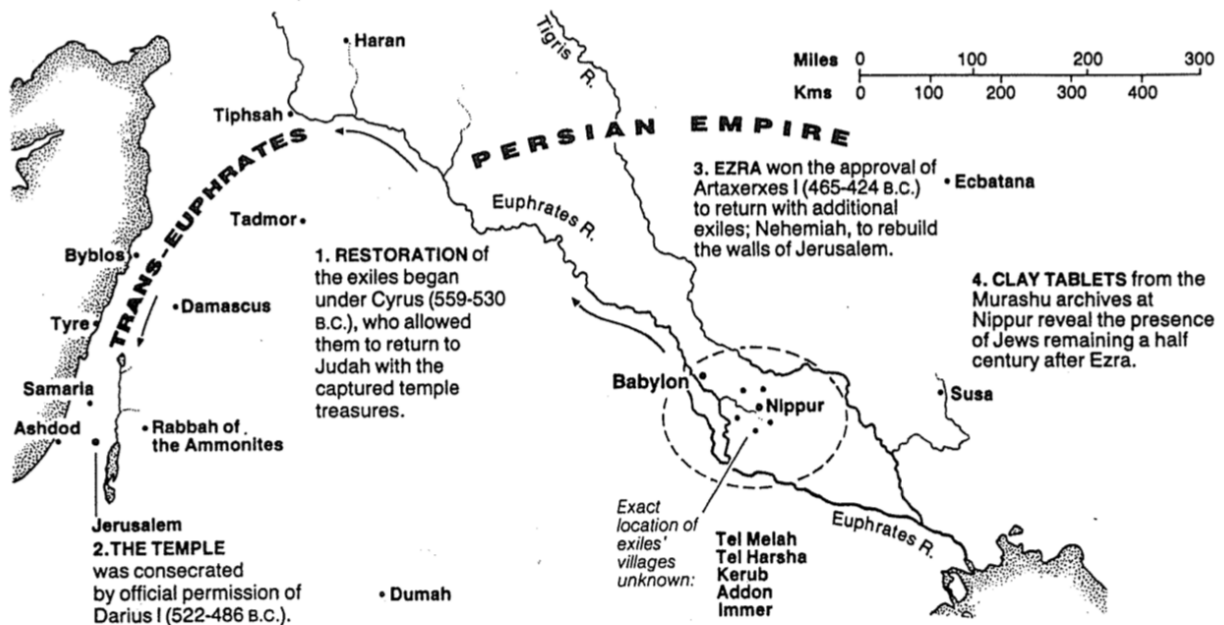 Haran
Tigris R.
Miles 0 100 200 300
Kms 0 100 200 300 400
Tiphsah
TRANS-EUPHRATES
PERSIAN EMPIRE
3. EZRA won the approval of
Artaxerxes I (465-424 B.C.)
to return with additional
exiles; Nehemiah, to rebuild
the walls of Jerusalem.
Ecbatana
Euphrates R.
Tadmor
Byblos
1. RESTORATION of
the exiles began
under Cyrus (559-530
B.C.), who allowed
them to return to
Judah with the
captured temple
treasures.
4. CLAY TABLETS from the
Murashu archives at
Nippur reveal the presence
of Jews remaining a half
century after Ezra.
Damascus
Tyre
Samaria
Babylon
Nippur
Susa
Ashdod
Rabbah of
the Ammonites
Jerusalem
2.THE TEMPLE
was consecrated
by official permission of
Darius I (522-486 B.C.).
Dumah
Exact
location of
exiles'
villages
unknown:
Tel Melah
Tel Harsha
Kerub
Addon
Immer
Euphrates R.